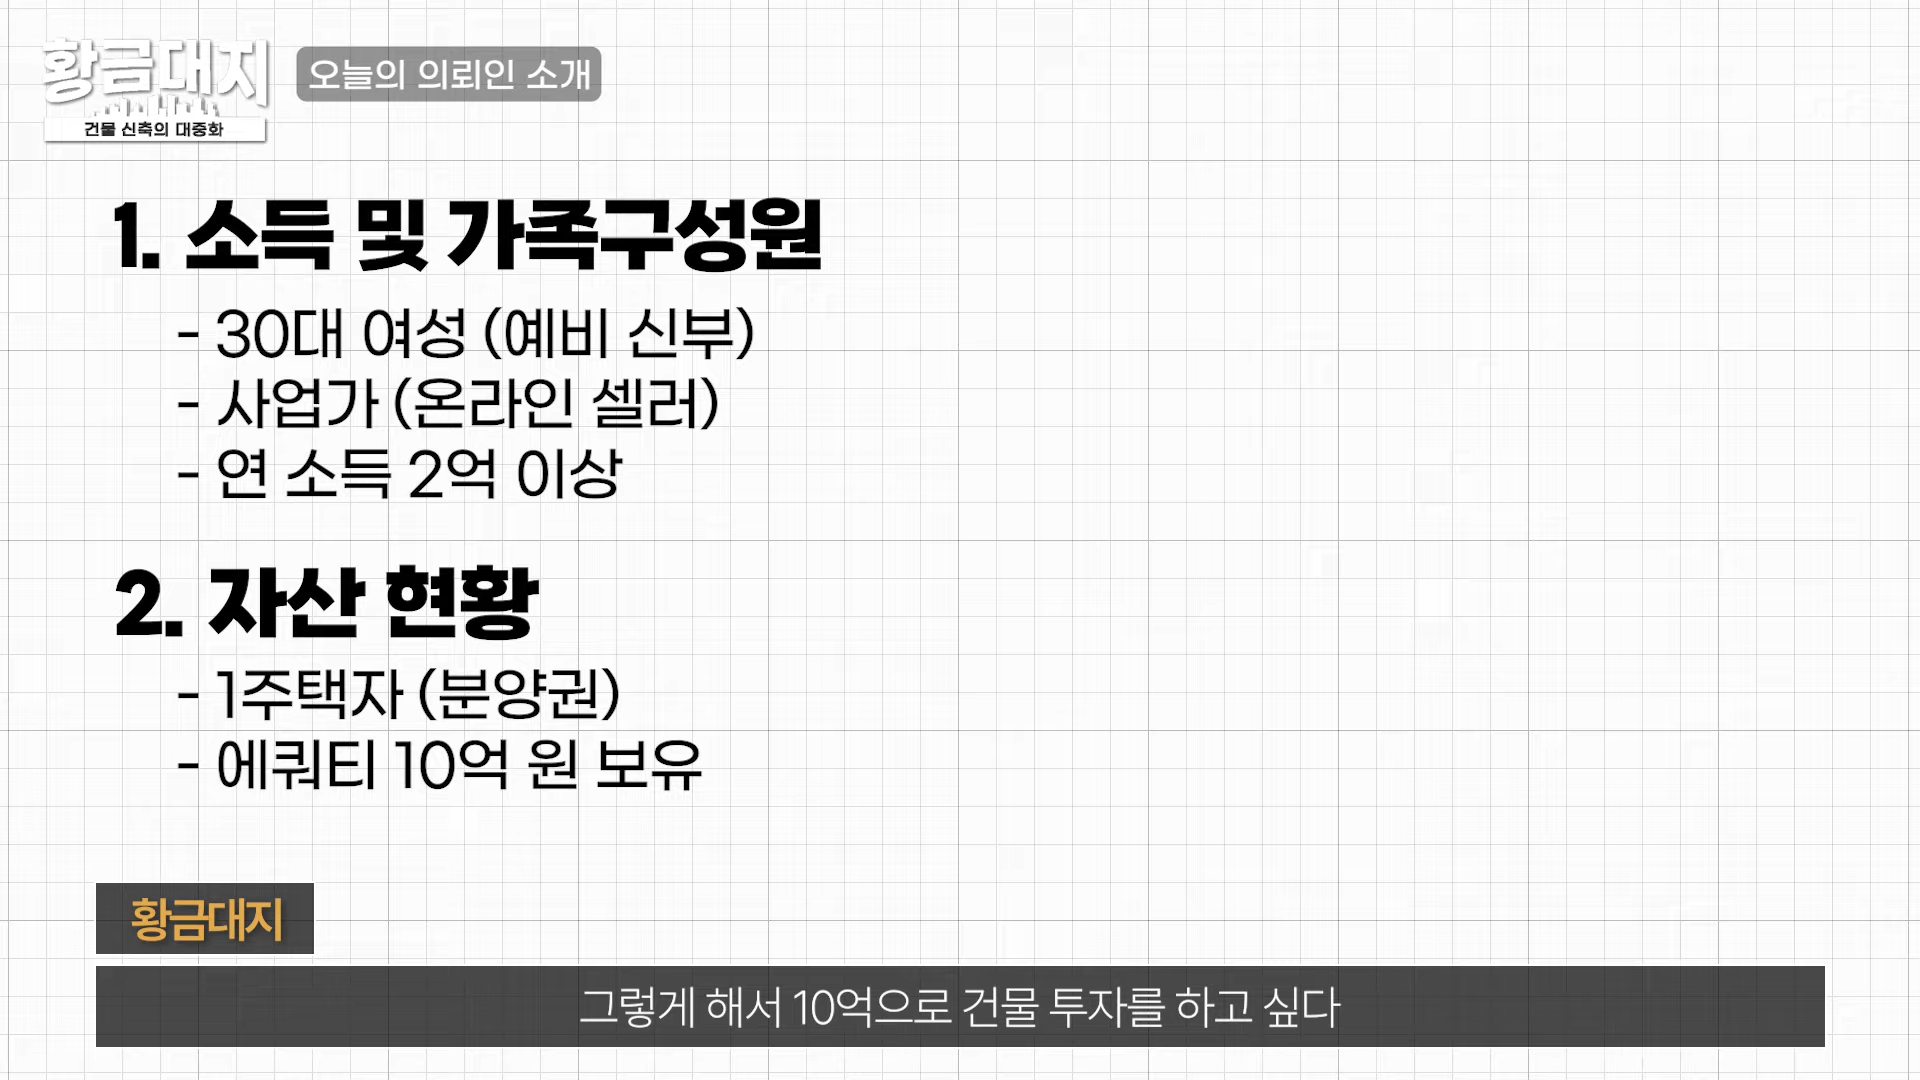 황금대지
건물 신축의 대중화
오늘의 의뢰인 소개
1. 소득 및 가족구성원
- 30대 여성 (예비 신부)
- 사업가 (온라인 셀러)
- 연 소득 2억 이상
2. 자산 현황
- 1주택자 (분양권)
- 에쿼티 10억 원 보유
황금대지
그렇게 해서 10억으로 건물 투자를 하고 싶다